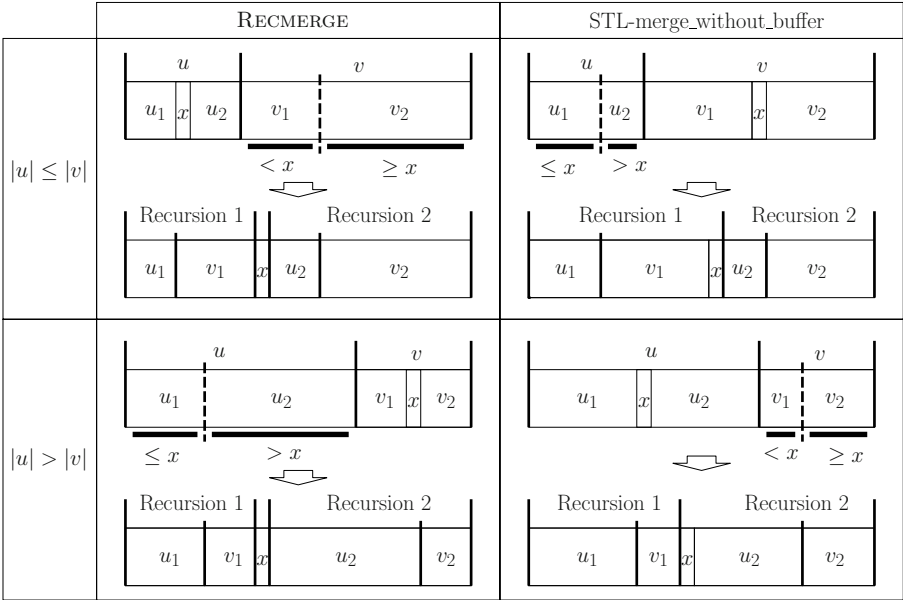 RECMERGE STL-merge_without_buffer
|u| ≤ |v|
u v
u₁ x u₂ v₁ v₂
< x ≥ x
Recursion 1 Recursion 2
u₁ v₁ x u₂ v₂
u v
u₁ u₂ v₁ x v₂
≤ x > x
Recursion 1 Recursion 2
u₁ v₁ x u₂ v₂
|u| > |v|
u v
u₁ u₂ v₁ x v₂
≤ x > x
Recursion 1 Recursion 2
u₁ v₁ x u₂ v₂
u v
u₁ x u₂ v₁ v₂
< x ≥ x
Recursion 1 Recursion 2
u₁ v₁ x u₂ v₂